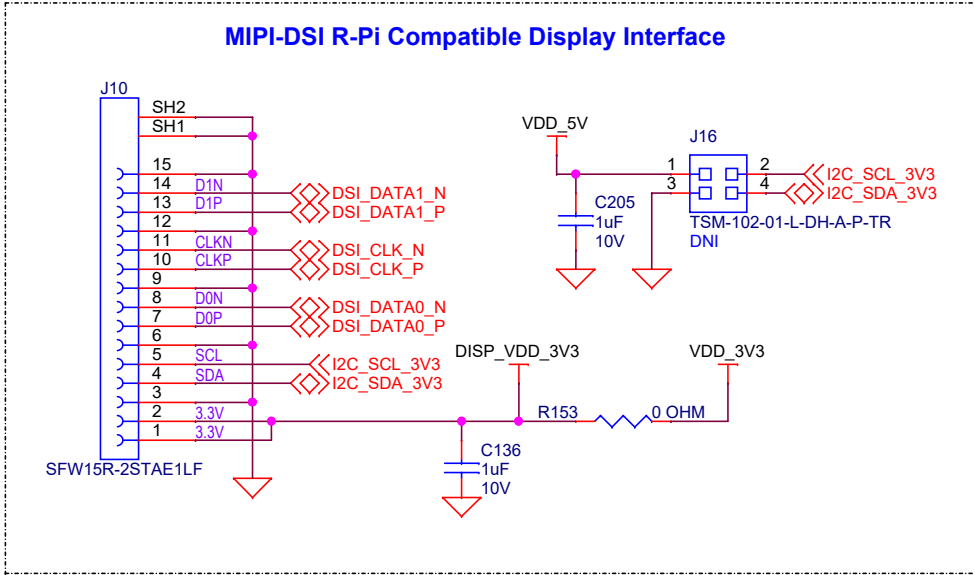 MIPI-DSI R-Pi Compatible Display Interface
J10
SH2
SH1
15
14 D1N DSI_DATA1_N
13 D1P DSI_DATA1_P
12
11 CLKN DSI_CLK_N
10 CLKP DSI_CLK_P
9
8 D0N DSI_DATA0_N
7 D0P DSI_DATA0_P
6
5 SCL I2C_SCL_3V3
4 SDA I2C_SDA_3V3
3
2 3.3V
1 3.3V
SFW15R-2STAE1LF
VDD_5V
J16
1 2 I2C_SCL_3V3
3 4 I2C_SDA_3V3
TSM-102-01-L-DH-A-P-TR
DNI
C205
1uF
10V
DISP_VDD_3V3
VDD_3V3
R153 0 OHM
C136
1uF
10V